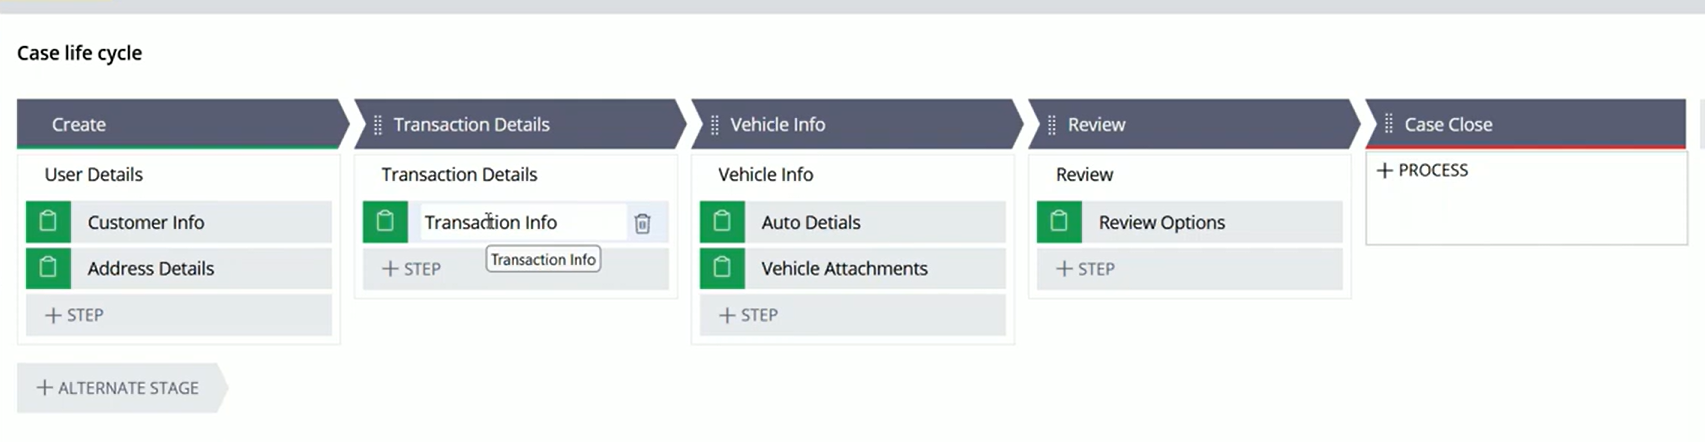 Case life cycle
Create
Transaction Details
Vehicle Info
Review
Case Close
User Details
Transaction Details
Vehicle Info
Review
+ PROCESS
Customer Info
Transaction Info
Auto Detials
Review Options
Address Details
+ STEP
Transaction Info
Vehicle Attachments
+ STEP
+ STEP
+ STEP
+ ALTERNATE STAGE